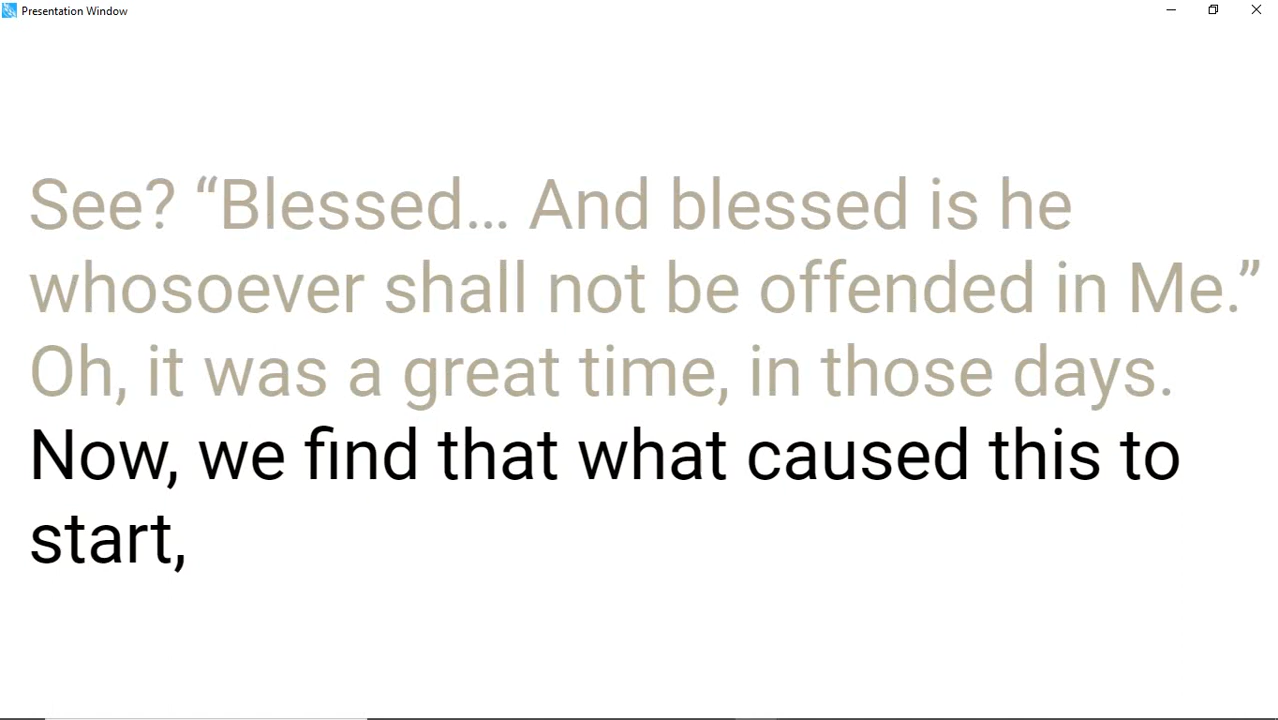 Presentation Window
See? “Blessed… And blessed is he
whosoever shall not be offended in Me.”
Oh, it was a great time, in those days.
Now, we find that what caused this to
start,